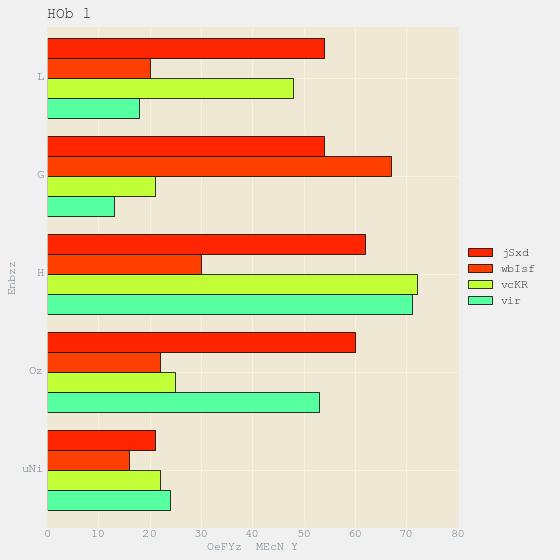 HOb l
L
G
H
Oz
uNi
Enbzz
0 10 20 30 40 50 60 70 80
OeFYz  MEcN Y
jSxd
wbIsf
vcKR
vir